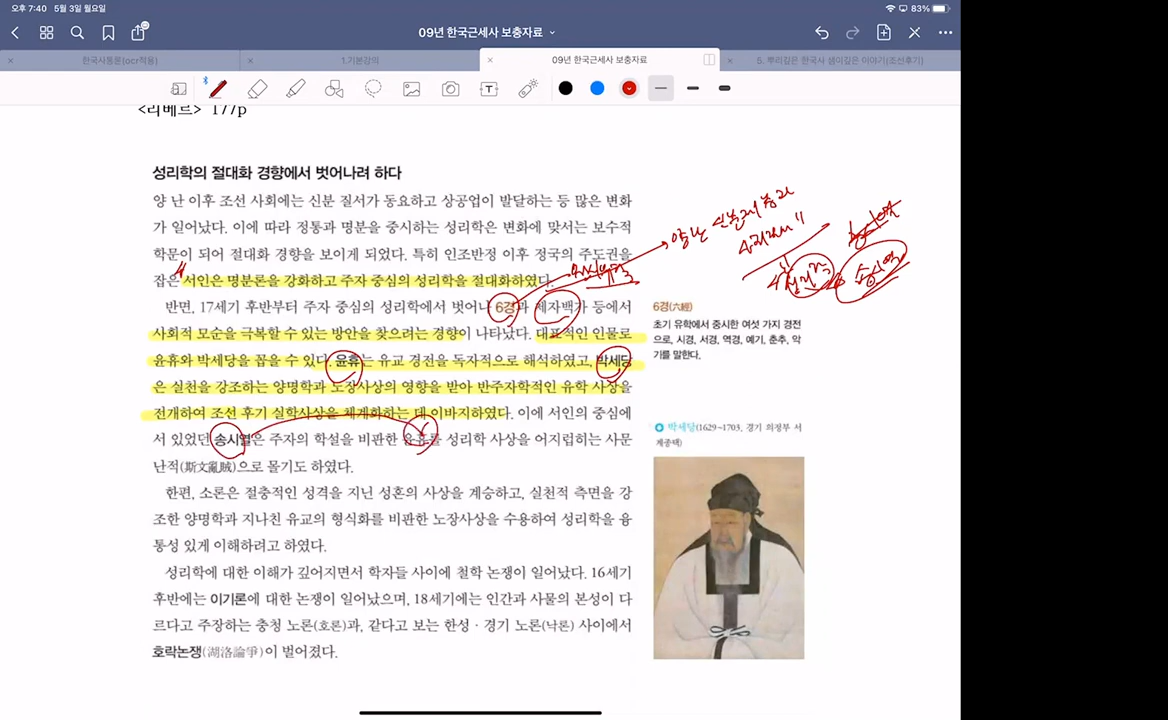 오후 7:40 5월 3일 월요일
83%
09년 한국근세사 보충자료
한국사통론(ocr적용)
1.기본강의
09년 한국근세사 보충자료
5. 뿌리깊은 한국사 샘이깊은 이야기(조선후기)
<리베르> 177p
성리학의 절대화 경향에서 벗어나려 하다
양 난 이후 조선 사회에는 신분 질서가 동요하고 상공업이 발달하는 등 많은 변화
가 일어났다. 이에 따라 정통과 명분을 중시하는 성리학은 변화에 맞서는 보수적
학문이 되어 절대화 경향을 보이게 되었다. 특히 인조반정 이후 정국의 주도권을
잡은 서인은 명분론을 강화하고 주자 중심의 성리학을 절대화하였다.
반면, 17세기 후반부터 주자 중심의 성리학에서 벗어나 6경과 제자백가 등에서
사회적 모순을 극복할 수 있는 방안을 찾으려는 경향이 나타났다. 대표적인 인물로
윤휴와 박세당을 꼽을 수 있다. 윤휴는 유교 경전을 독자적으로 해석하였고, 박세당
은 실천을 강조하는 양명학과 노장사상의 영향을 받아 반주자학적인 유학 사상을
전개하여 조선 후기 실학사상을 체계화하는 데 이바지하였다. 이에 서인의 중심에
서 있었던 송시열은 주자의 학설을 비판한 윤휴를 성리학 사상을 어지럽히는 사문
난적(斯文亂賊)으로 몰기도 하였다.
한편, 소론은 절충적인 성격을 지닌 성혼의 사상을 계승하고, 실천적 측면을 강
조한 양명학과 지나친 유교의 형식화를 비판한 노장사상을 수용하여 성리학을 융
통성 있게 이해하려고 하였다.
성리학에 대한 이해가 깊어지면서 학자들 사이에 철학 논쟁이 일어났다. 16세기
후반에는 이기론에 대한 논쟁이 일어났으며, 18세기에는 인간과 사물의 본성이 다
르다고 주장하는 충청 노론(호론)과, 같다고 보는 한성·경기 노론(낙론) 사이에서
호락논쟁(湖洛論爭)이 벌어졌다.
양난 신분제 동요
송시열
6경(六經)
초기 유학에서 중시한 여섯 가지 경전
으로, 시경, 서경, 역경, 예기, 춘추, 악
기를 말한다.
박세당(1629~1703, 경기 의정부 서
계종택)